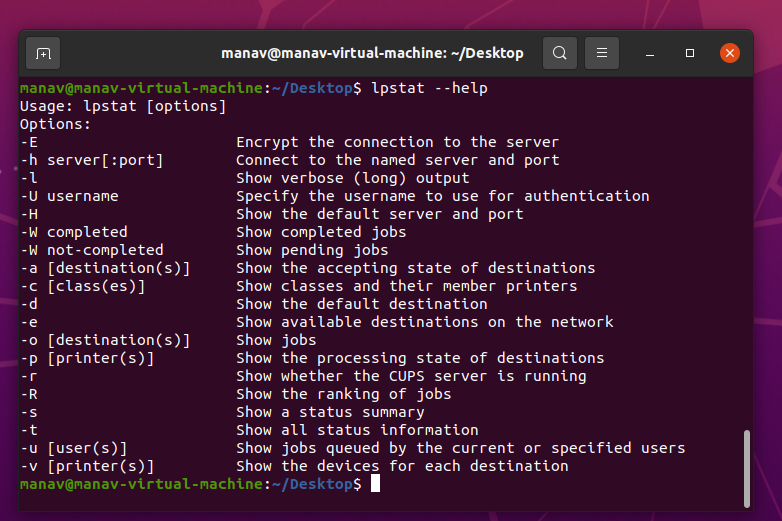 manav@manav-virtual-machine: ~/Desktop
manav@manav-virtual-machine:~/Desktop$ lpstat --help
Usage: lpstat [options]
Options:
-E                      Encrypt the connection to the server
-h server[:port]        Connect to the named server and port
-l                      Show verbose (long) output
-U username             Specify the username to use for authentication
-H                      Show the default server and port
-W completed            Show completed jobs
-W not-completed        Show pending jobs
-a [destination(s)]     Show the accepting state of destinations
-c [class(es)]          Show classes and their member printers
-d                      Show the default destination
-e                      Show available destinations on the network
-o [destination(s)]     Show jobs
-p [printer(s)]         Show the processing state of destinations
-r                      Show whether the CUPS server is running
-R                      Show the ranking of jobs
-s                      Show a status summary
-t                      Show all status information
-u [user(s)]            Show jobs queued by the current or specified users
-v [printer(s)]         Show the devices for each destination
manav@manav-virtual-machine:~/Desktop$